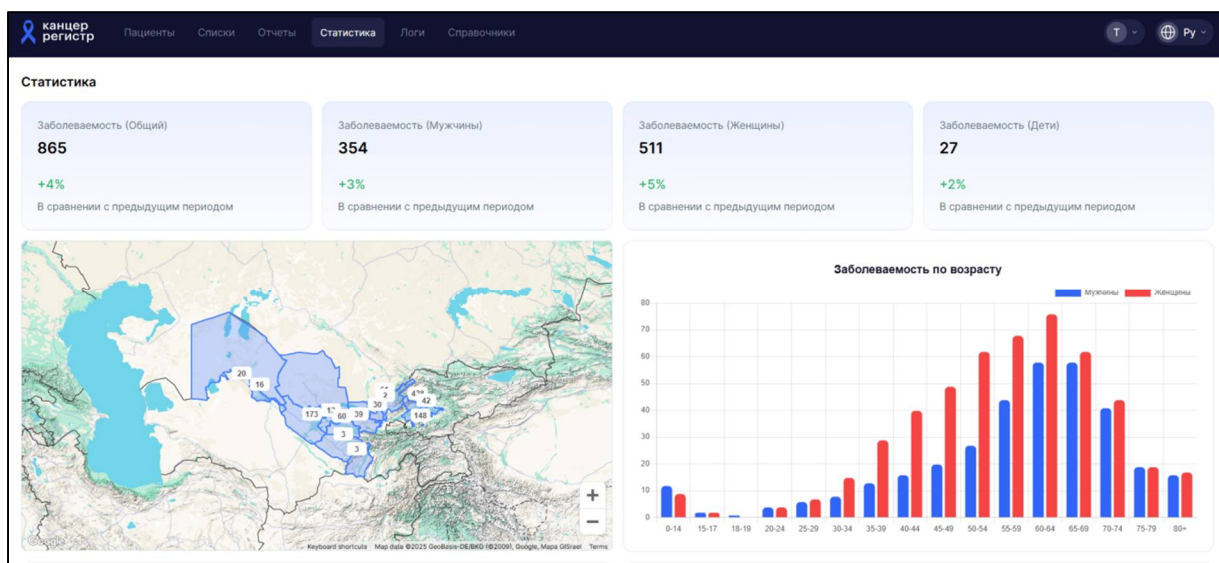 канцер
регистр
Пациенты Списки Отчеты Статистика Логи Справочники
T
Ру
Статистика
Заболеваемость (Общий)
865
+4%
В сравнении с предыдущим периодом
Заболеваемость (Мужчины)
354
+3%
В сравнении с предыдущим периодом
Заболеваемость (Женщины)
511
+5%
В сравнении с предыдущим периодом
Заболеваемость (Дети)
27
+2%
В сравнении с предыдущим периодом
20
16
2
30
42
173
60
39
148
3
3
+
−
Google
Keyboard shortcuts Map data ©2025 GeoBasis-DE/BKG (©2009), Google, Mapa GISrael Terms
Заболеваемость по возрасту
Мужчины Женщины
80
70
60
50
40
30
20
10
0
0-14 15-17 18-19 20-24 25-29 30-34 35-39 40-44 45-49 50-54 55-59 60-64 65-69 70-74 75-79 80+